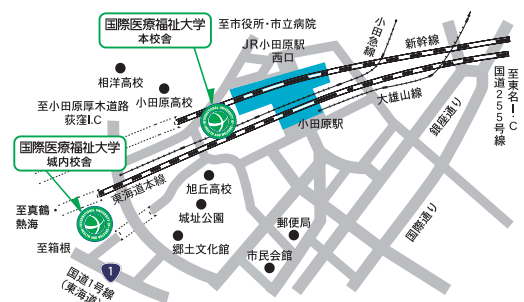 国際医療福祉大学
本校舎
至市役所・市立病院
JR小田原駅
西口
小田急線
新幹線
相洋高校
小田原高校
至小田原厚木道路
荻窪I.C
大雄山線
至東名I・C
国道255号線
銀座通り
小田原駅
国際医療福祉大学
城内校舎
東海道本線
旭丘高校
城址公園
国際通り
至真鶴・
熱海
郵便局
郷土文化館
市民会館
至箱根
1
国道1号線
(東海道)